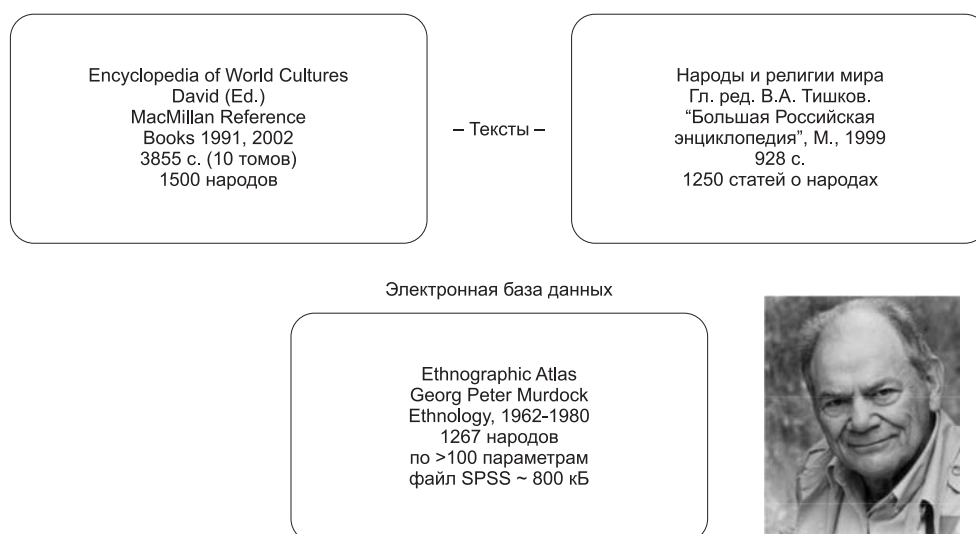 Encyclopedia of World Cultures
David (Ed.)
MacMillan Reference
Books 1991, 2002
3855 с. (10 томов)
1500 народов
– Тексты –
Народы и религии мира
Гл. ред. В.А. Тишков.
“Большая Российская
энциклопедия”, М., 1999
928 с.
1250 статей о народах
Электронная база данных
Ethnographic Atlas
Georg Peter Murdock
Ethnology, 1962-1980
1267 народов
по >100 параметрам
файл SPSS ~ 800 кБ